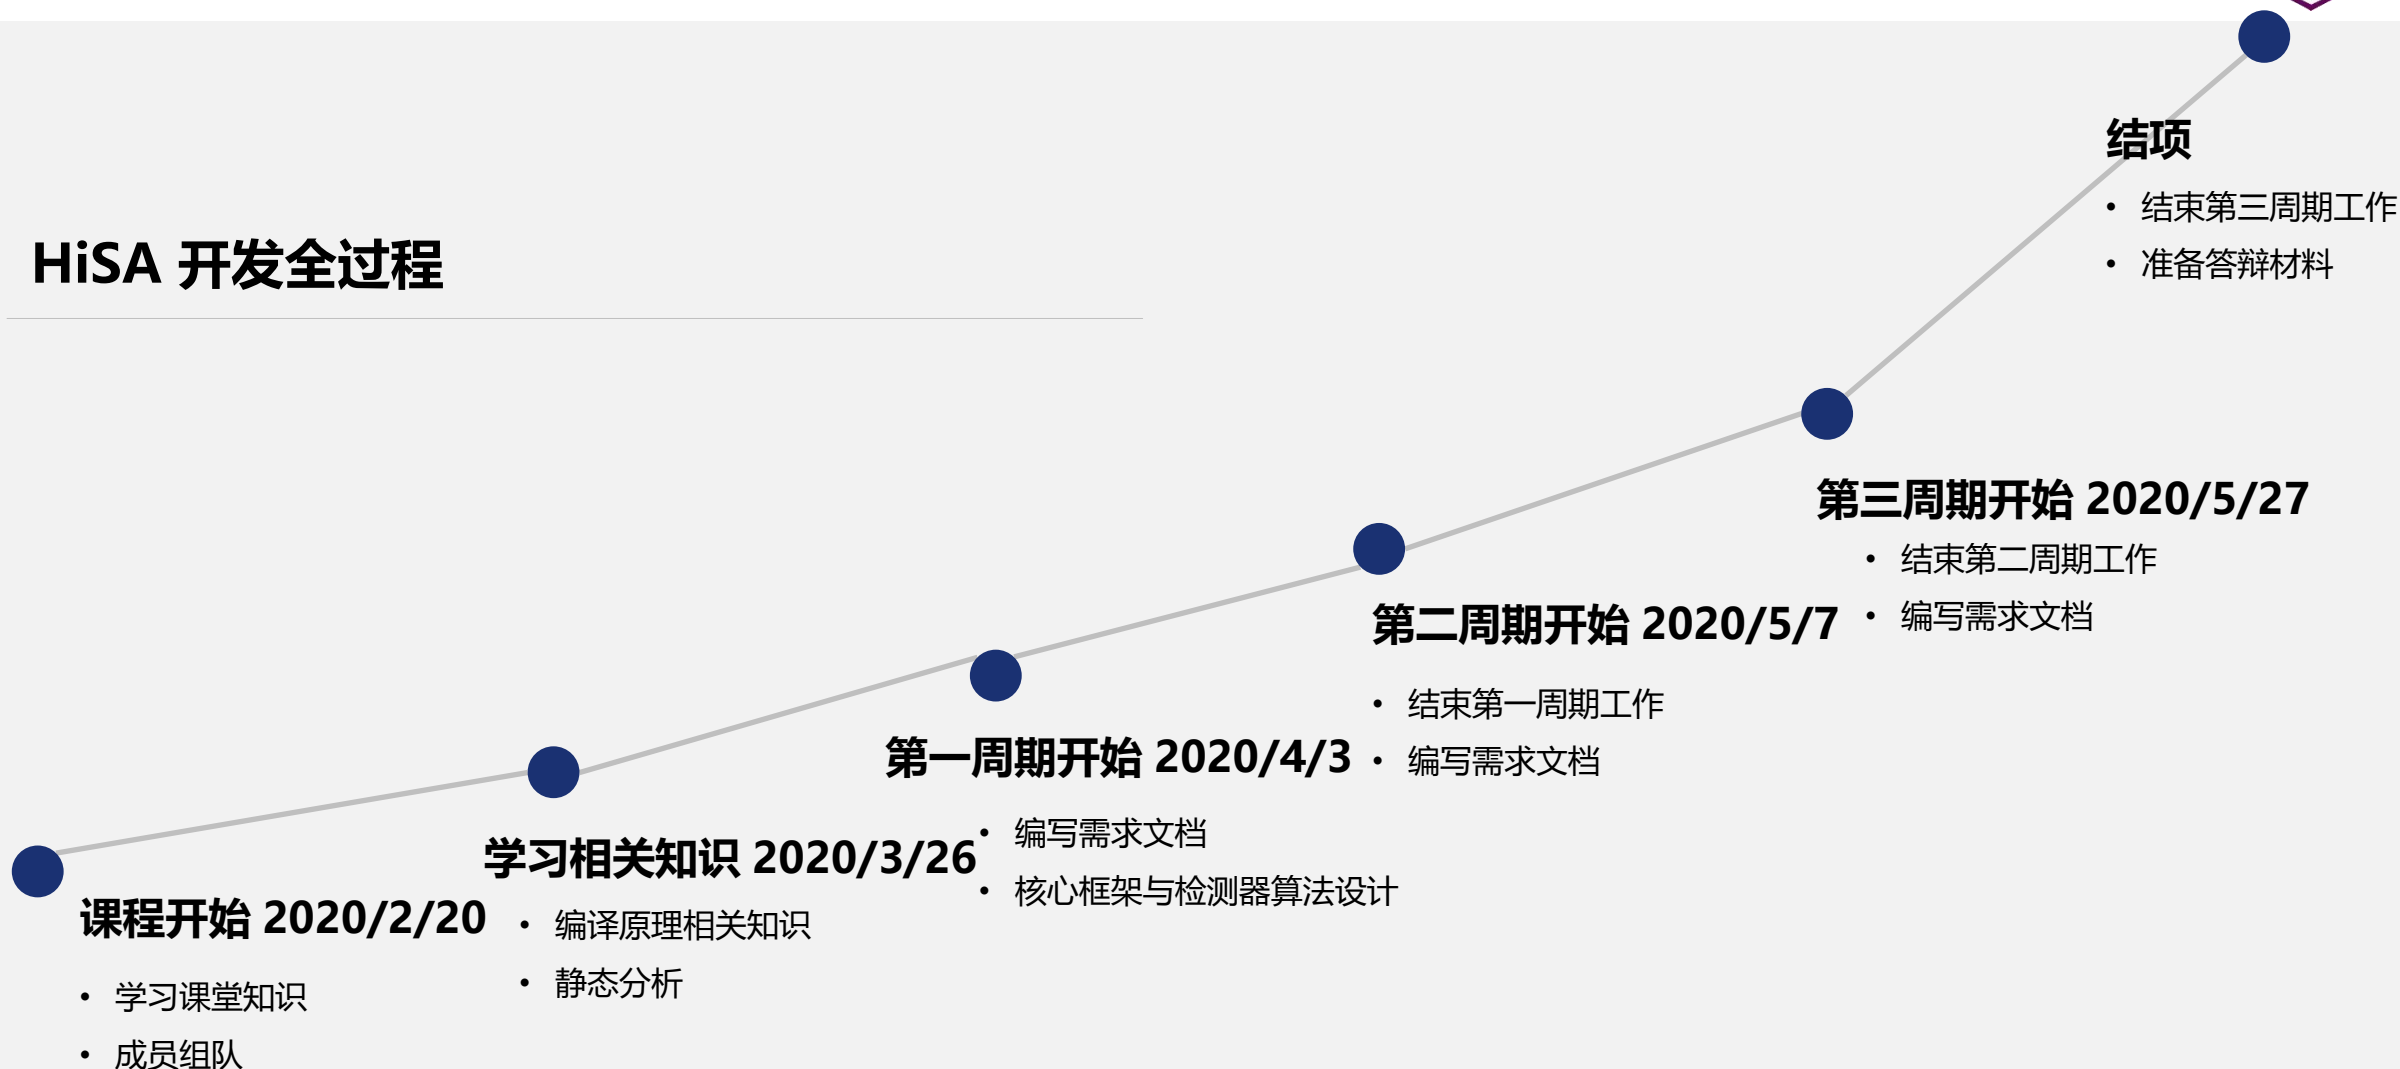 HiSA 开发全过程
课程开始 2020/2/20
• 学习课堂知识
• 成员组队
学习相关知识 2020/3/26
• 编译原理相关知识
• 静态分析
第一周期开始 2020/4/3
• 编写需求文档
• 核心框架与检测器算法设计
第二周期开始 2020/5/7
• 结束第一周期工作
• 编写需求文档
第三周期开始 2020/5/27
• 结束第二周期工作
• 编写需求文档
结项
• 结束第三周期工作
• 准备答辩材料